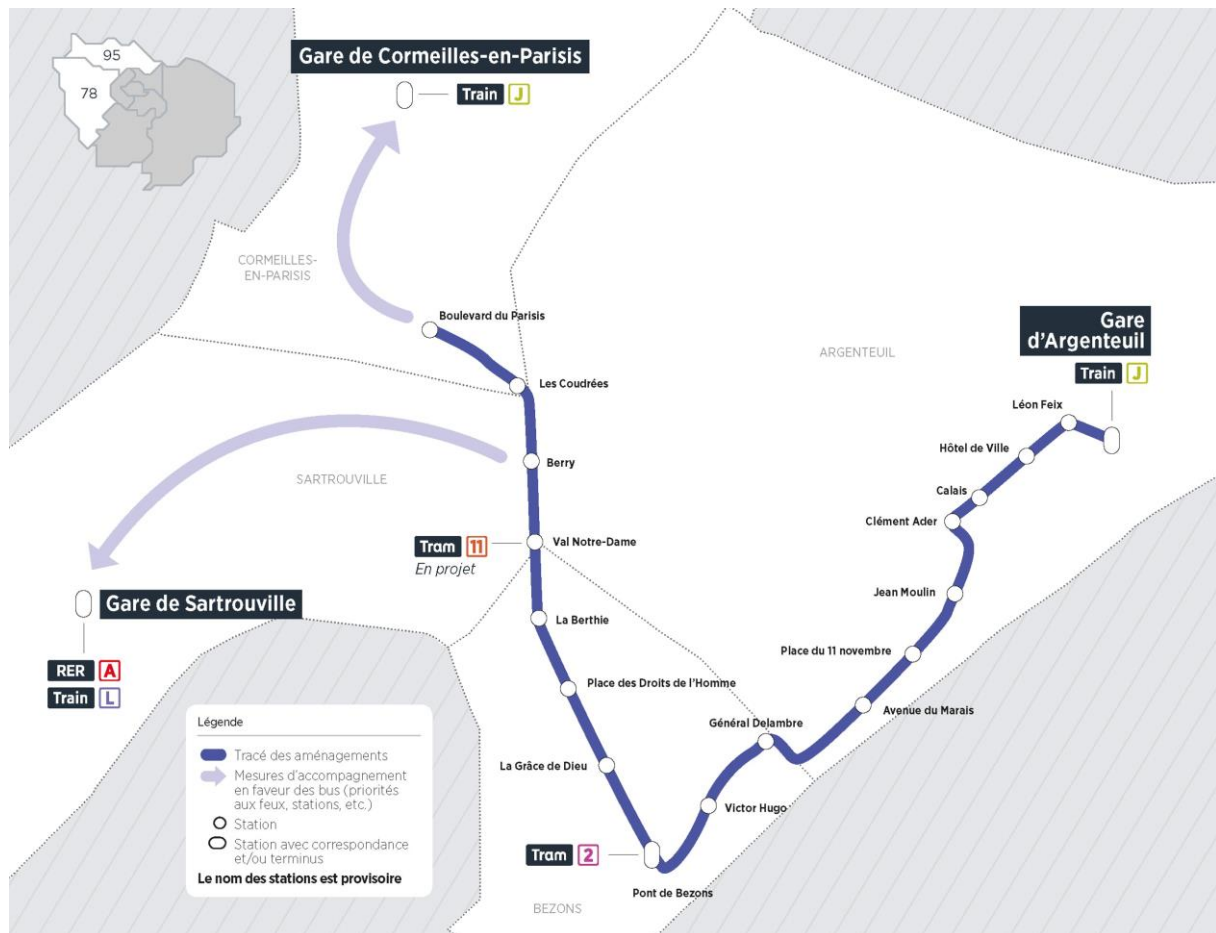 95
78
Gare de Cormeilles-en-Parisis
Train J
CORMEILLES-
EN-PARISIS
Boulevard du Parisis
Les Coudrées
ARGENTEUIL
Gare
d'Argenteuil
Train J
Léon Feix
Hôtel de Ville
Calais
Clément Ader
Berry
SARTROUVILLE
Tram 11
En projet
Val Notre-Dame
Jean Moulin
Gare de Sartrouville
La Berthie
RER A
Train L
Place du 11 novembre
Place des Droits de l'Homme
Avenue du Marais
Général Delambre
La Grâce de Dieu
Victor Hugo
Tram 2
Pont de Bezons
BEZONS
Légende
Tracé des aménagements
Mesures d'accompagnement
en faveur des bus (priorités
aux feux, stations, etc.)
Station
Station avec correspondance
et/ou terminus
Le nom des stations est provisoire